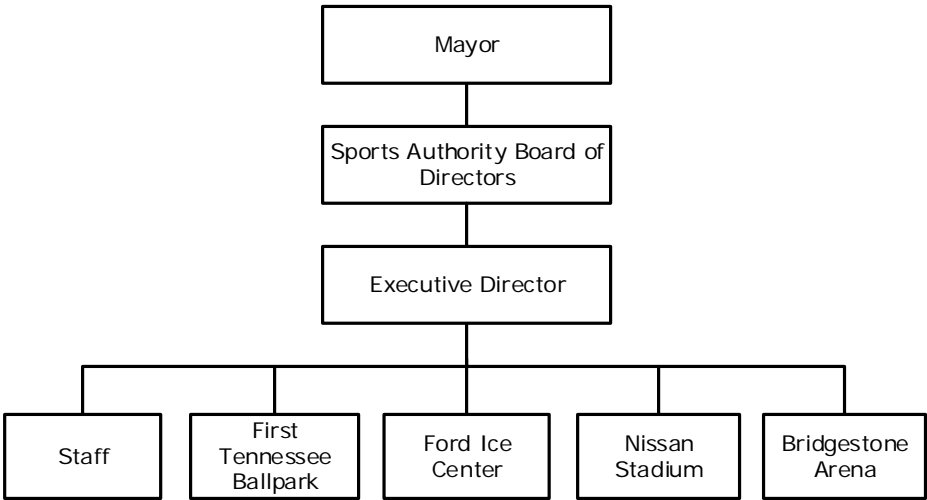 Mayor
Sports Authority Board of
Directors
Executive Director
Staff
First
Tennessee
Ballpark
Ford Ice
Center
Nissan
Stadium
Bridgestone
Arena